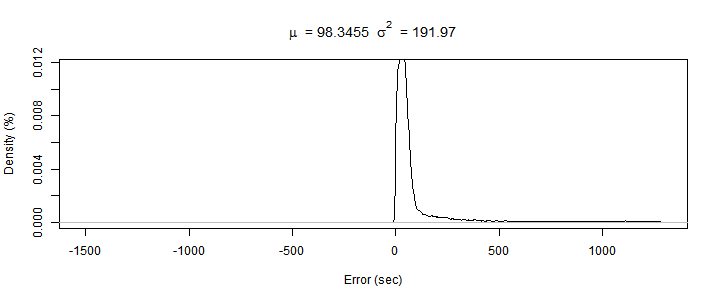 μ = 98.3455 σ² = 191.97
0.012
0.008
0.004
0.000
Density (%)
-1500 -1000 -500 0 500 1000
Error (sec)